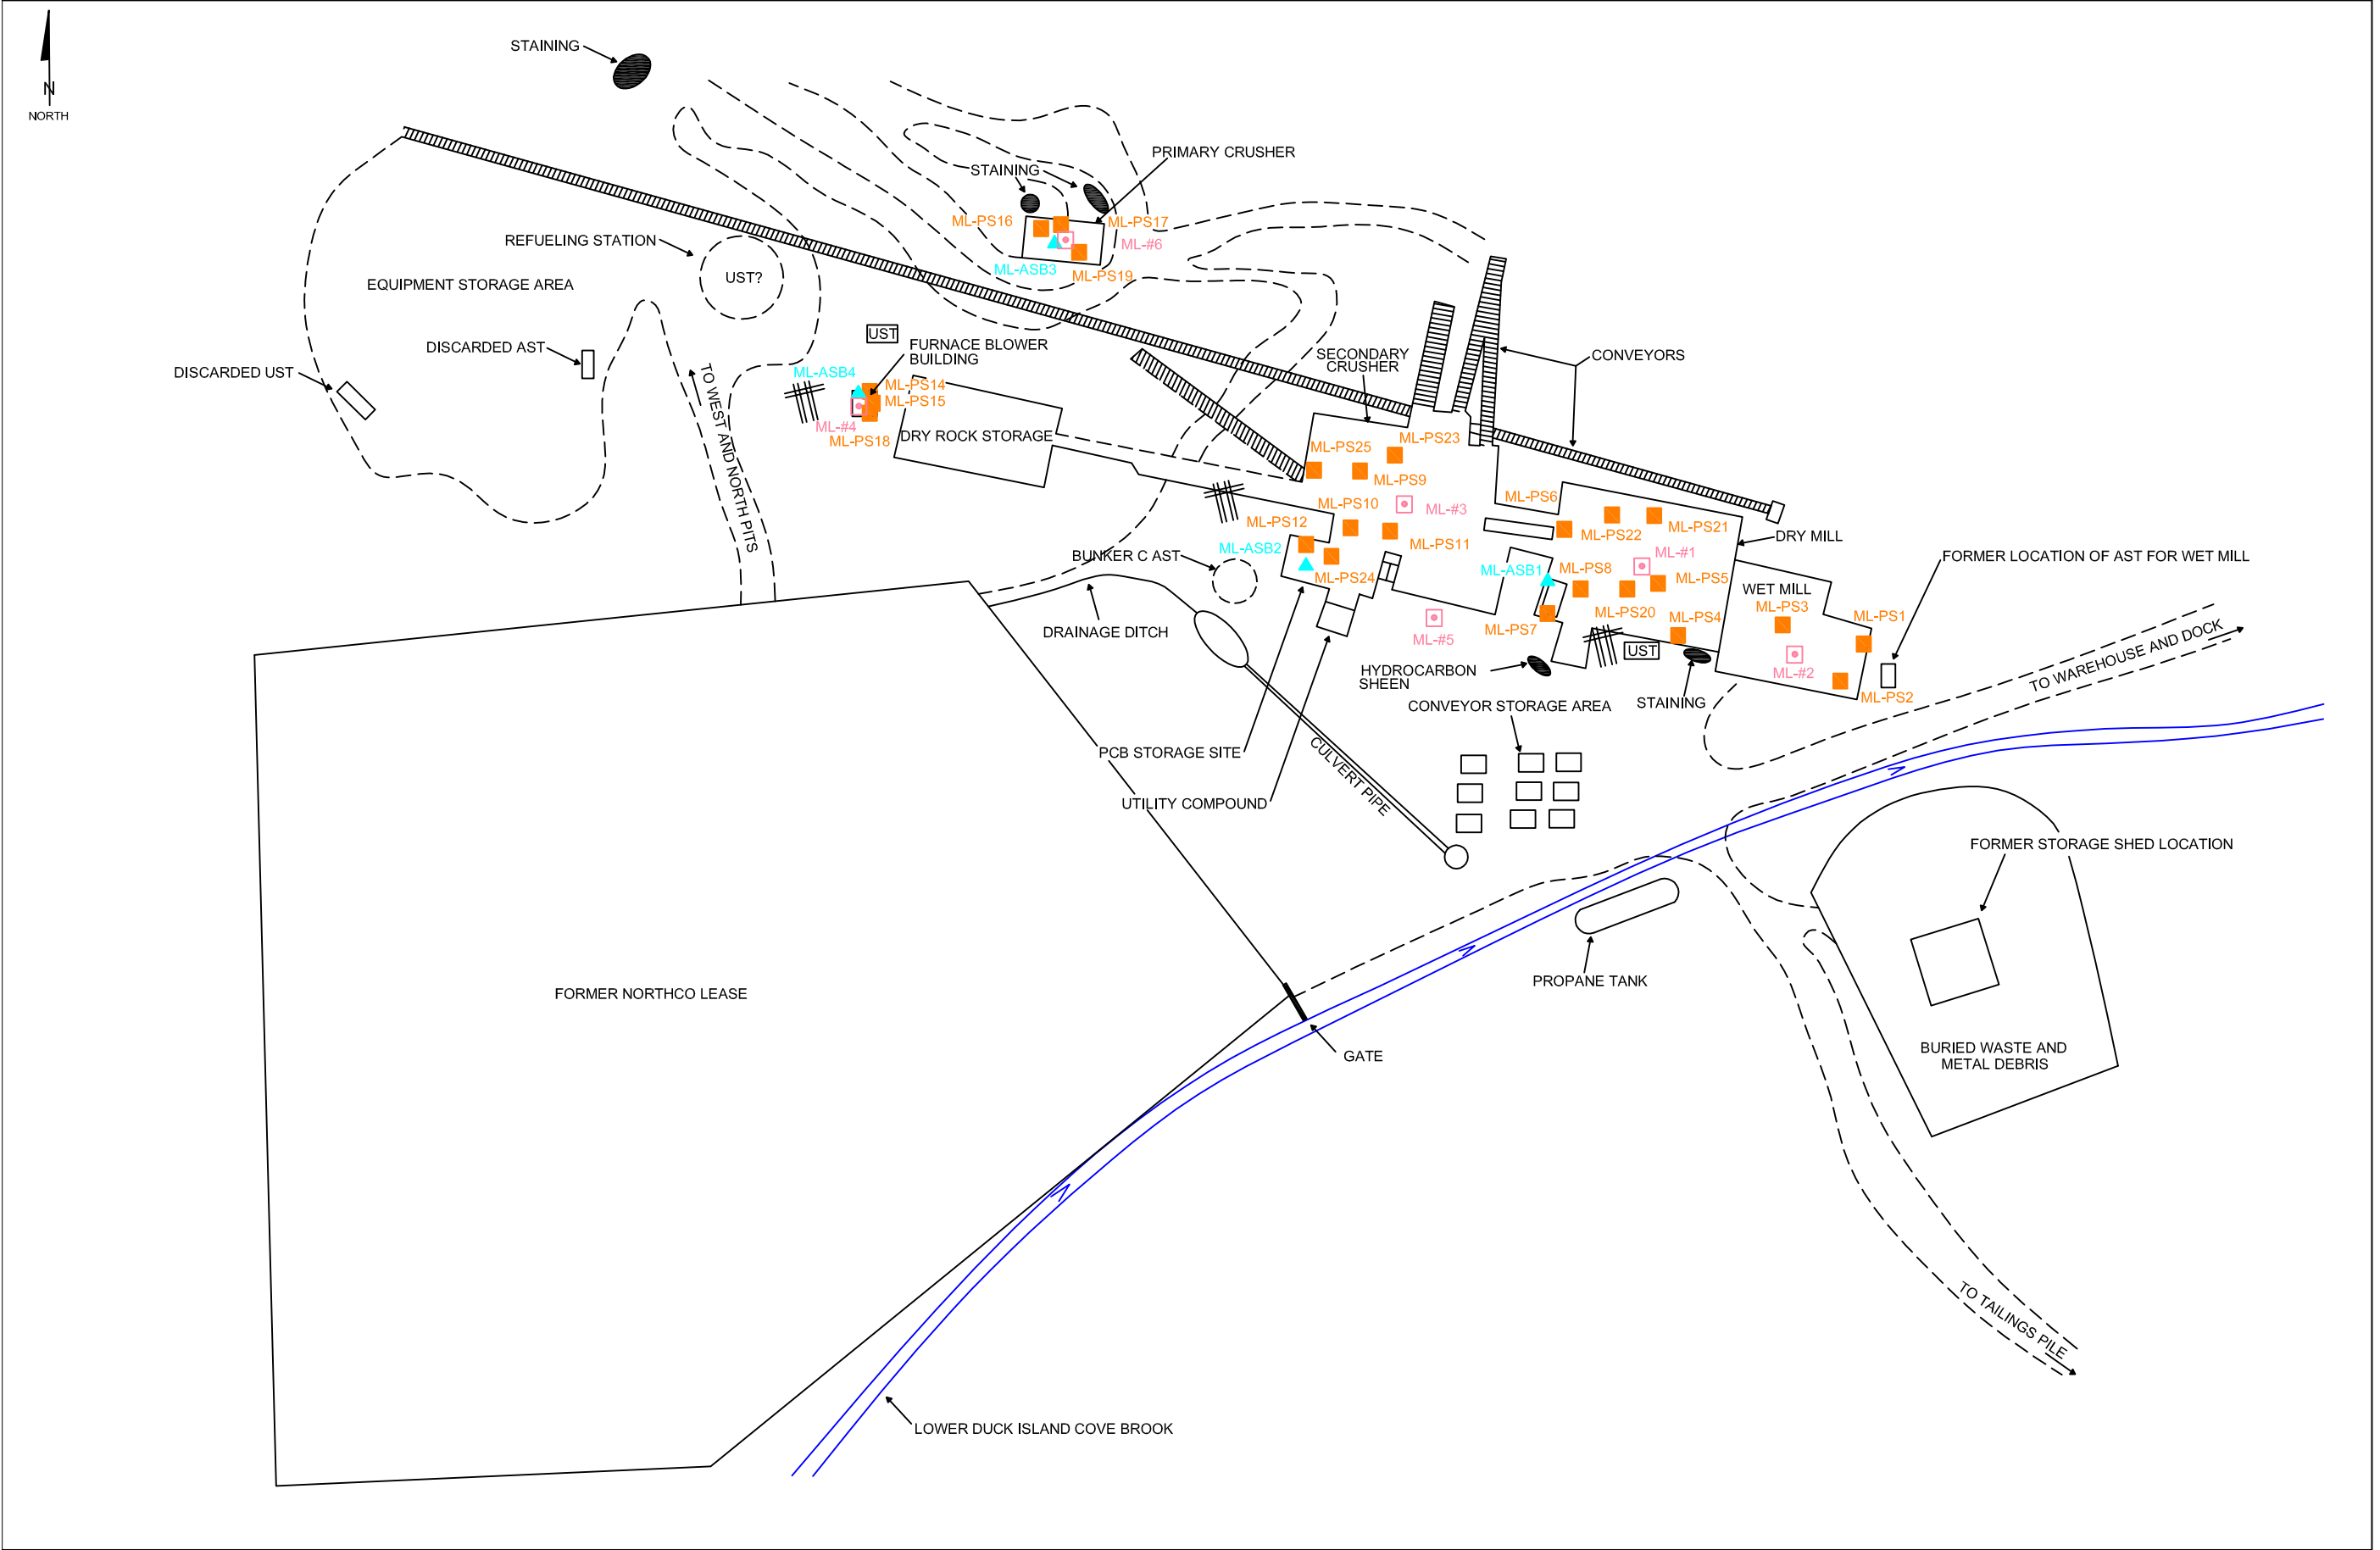 STAINING
N
NORTH
PRIMARY CRUSHER
STAINING
ML-PS16
ML-PS17
REFUELING STATION
ML-#6
ML-ASB3
ML-PS19
UST?
EQUIPMENT STORAGE AREA
UST
FURNACE BLOWER
BUILDING
DISCARDED AST
SECONDARY
CRUSHER
CONVEYORS
DISCARDED UST
ML-ASB4
TO WEST AND NORTH PITS
ML-PS14
ML-PS15
ML-#4
ML-PS18
DRY ROCK STORAGE
ML-PS23
ML-PS25
ML-PS9
ML-PS6
ML-PS10
ML-#3
ML-PS12
ML-PS21
ML-PS22
DRY MILL
ML-PS11
ML-ASB2
BUNKER C AST
ML-#1
FORMER LOCATION OF AST FOR WET MILL
ML-ASB1
ML-PS8
ML-PS24
ML-PS5
WET MILL
ML-PS3
ML-PS20
ML-PS4
ML-PS1
DRAINAGE DITCH
ML-PS7
ML-#5
UST
TO WAREHOUSE AND DOCK
HYDROCARBON
SHEEN
ML-#2
ML-PS2
CONVEYOR STORAGE AREA
STAINING
PCB STORAGE SITE
CULVERT PIPE
UTILITY COMPOUND
FORMER STORAGE SHED LOCATION
PROPANE TANK
FORMER NORTHCO LEASE
GATE
BURIED WASTE AND
METAL DEBRIS
TO TAILINGS PILE
LOWER DUCK ISLAND COVE BROOK